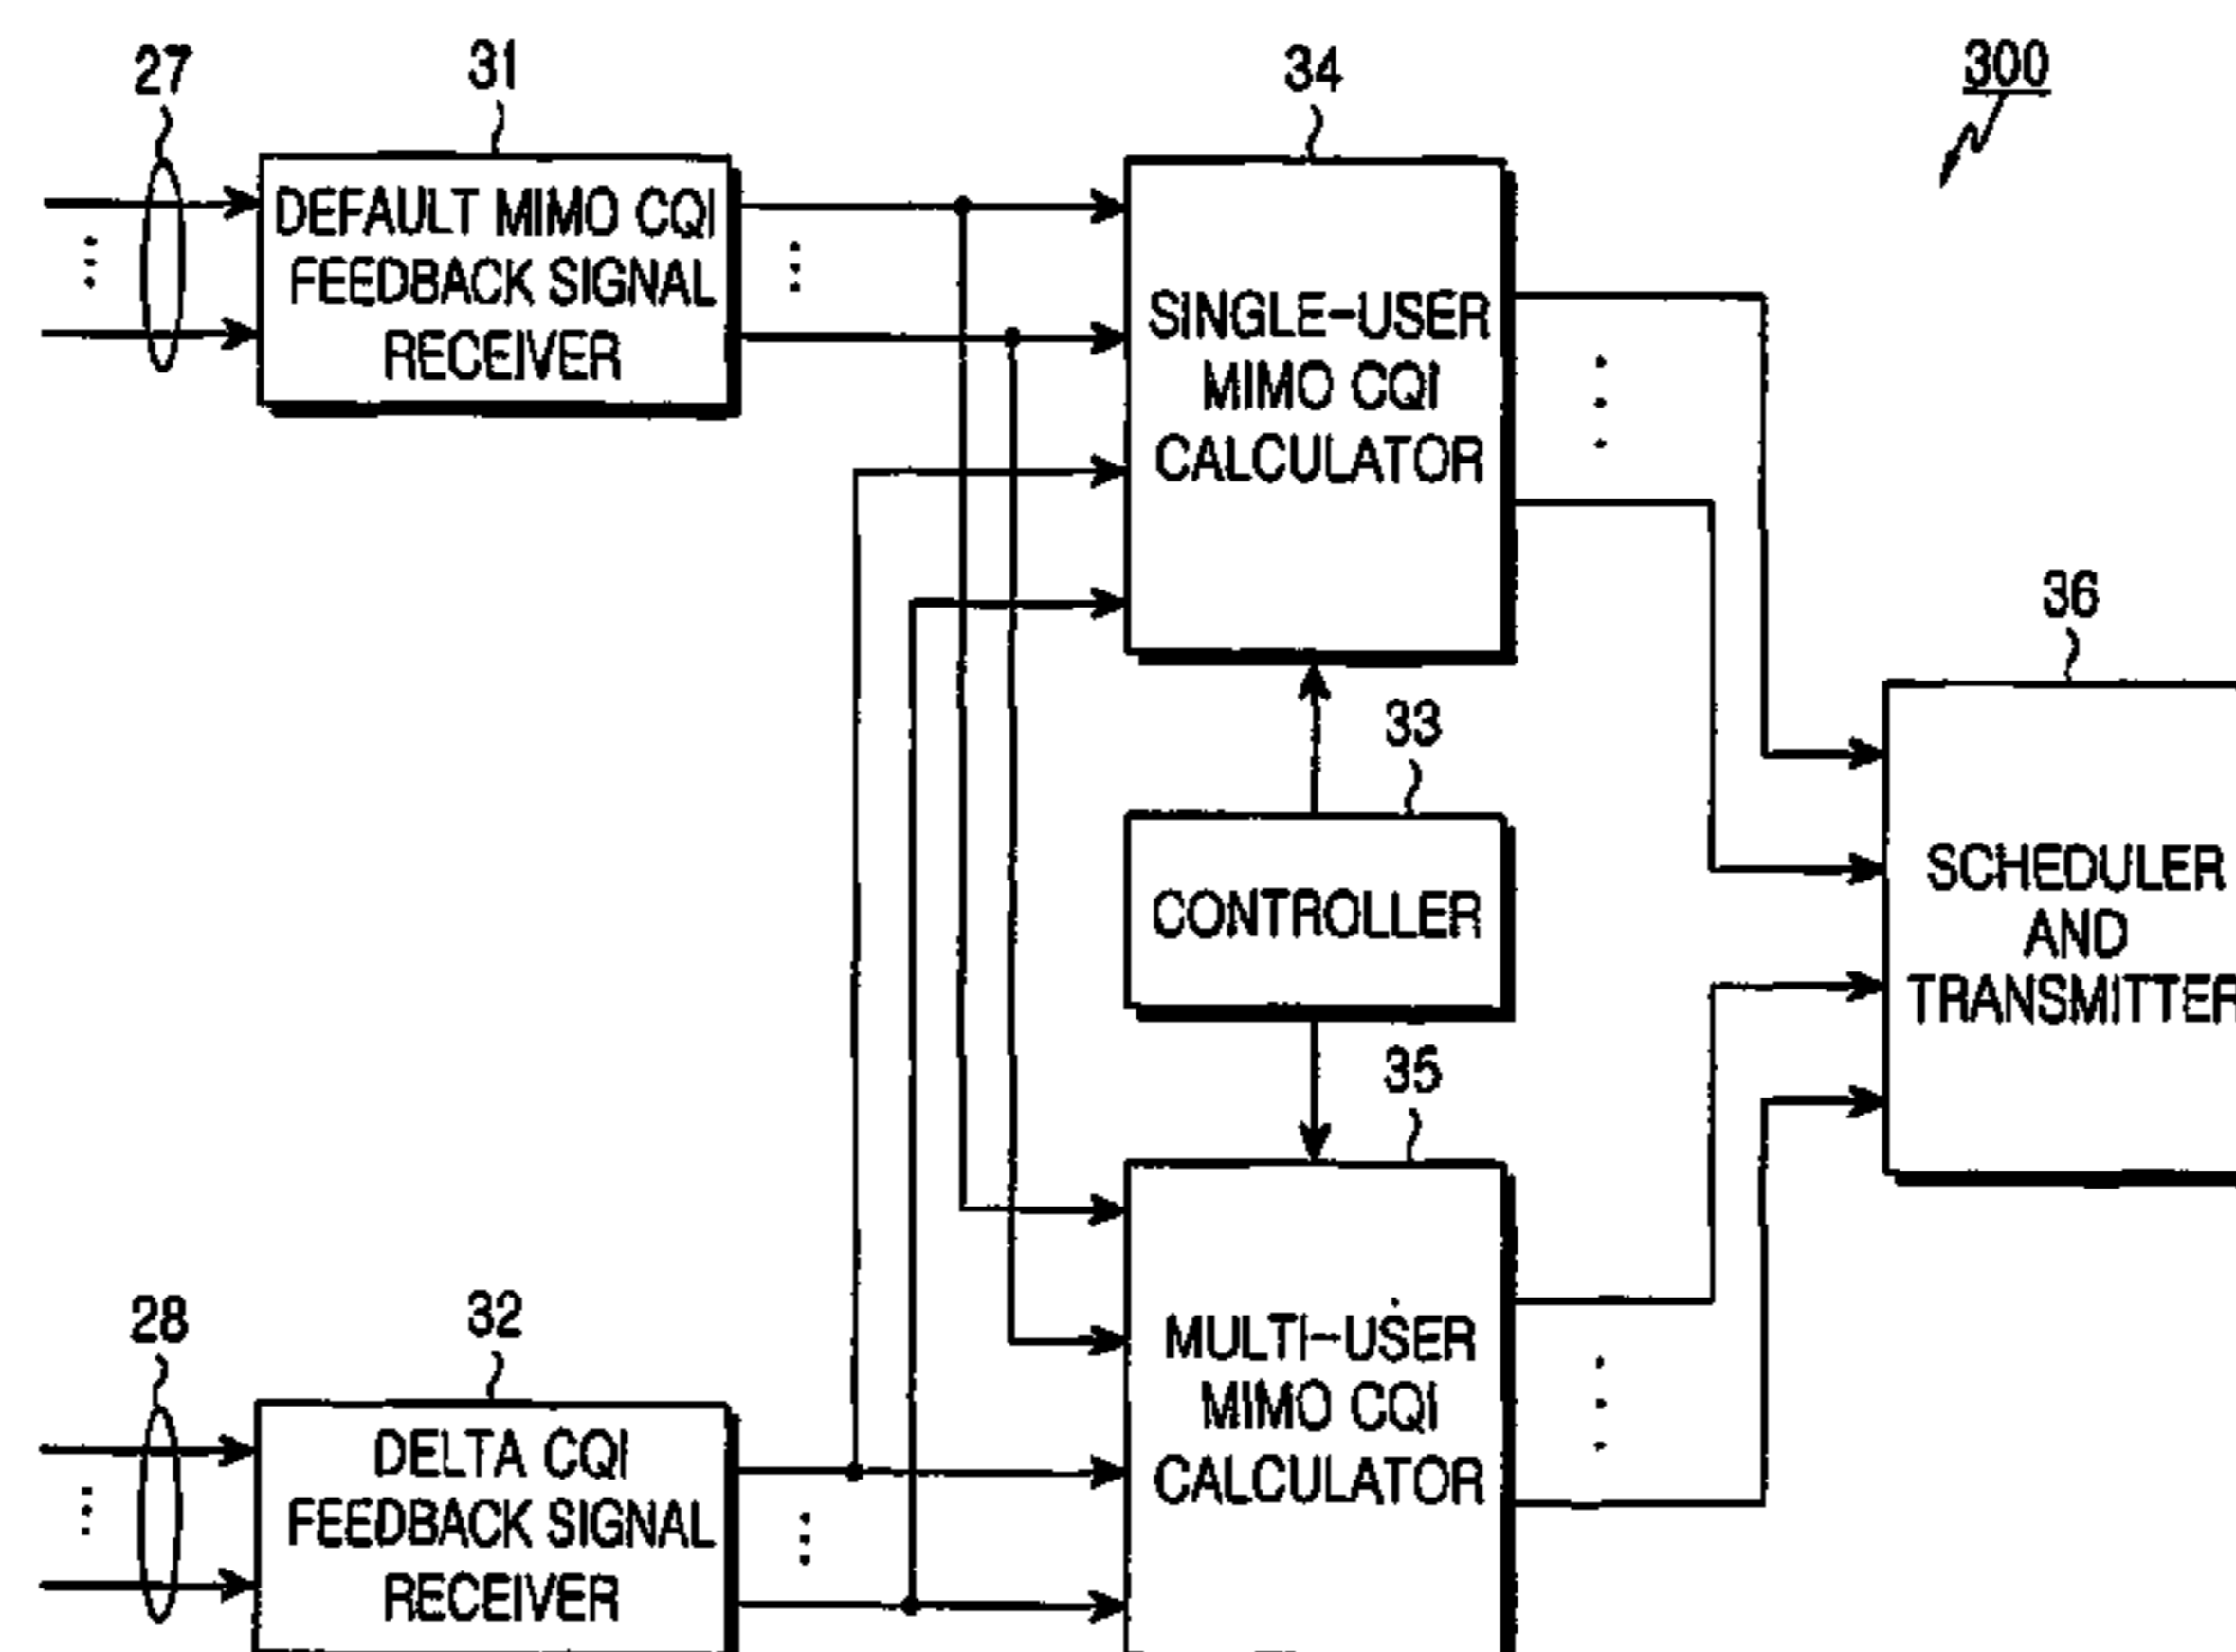 27
31
34
300
DEFAULT MIMO CQI
FEEDBACK SIGNAL
RECEIVER
SINGLE-USER
MIMO CQI
CALCULATOR
36
33
CONTROLLER
SCHEDULER
AND
TRANSMITTER
35
28
32
DELTA CQI
FEEDBACK SIGNAL
RECEIVER
MULTI-USER
MIMO CQI
CALCULATOR